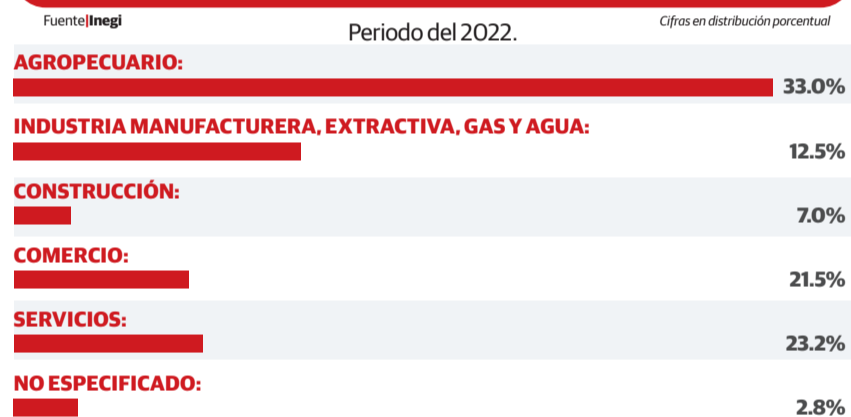 Fuente|Inegi
Periodo del 2022.
Cifras en distribución porcentual
AGROPECUARIO:
33.0%
INDUSTRIA MANUFACTURERA, EXTRACTIVA, GAS Y AGUA:
12.5%
CONSTRUCCIÓN:
7.0%
COMERCIO:
21.5%
SERVICIOS:
23.2%
NO ESPECIFICADO:
2.8%